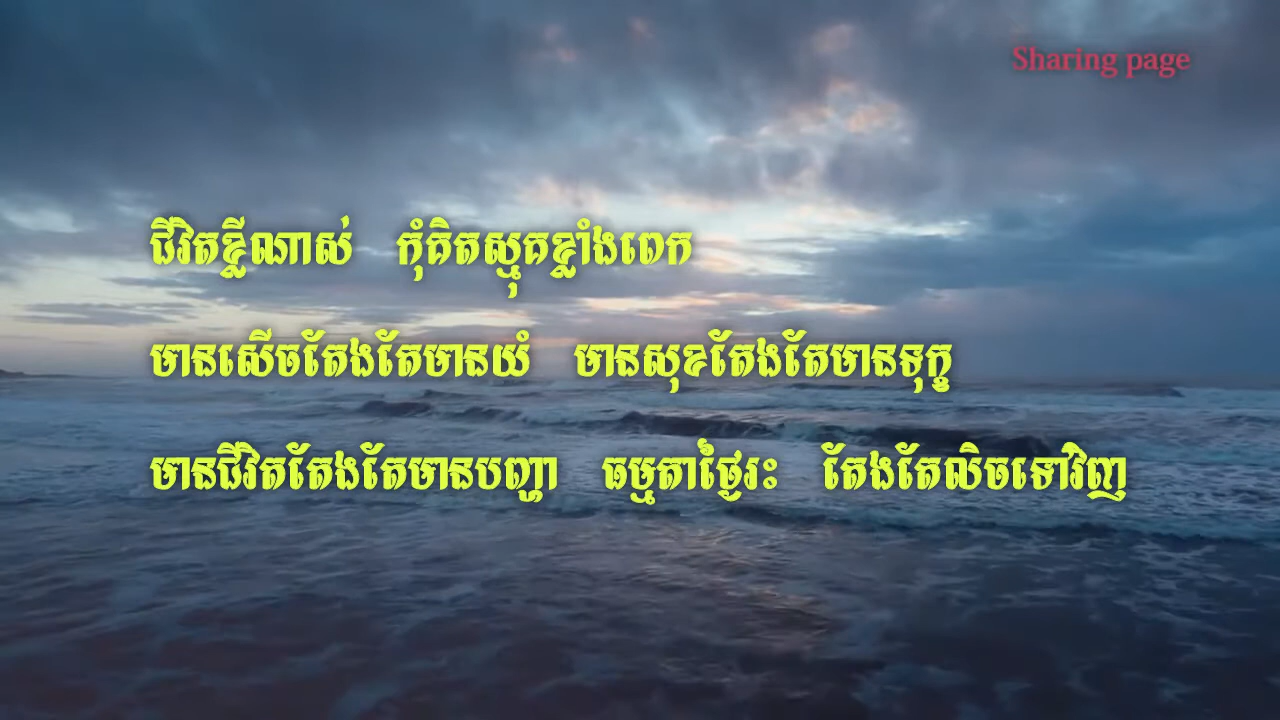 Sharing page
ជីវិតខ្លីណាស់ កុំគិតស្មុគខ្លាំងពេក
មានសើចតែងតែមានយំ មានសុខតែងតែមានទុក្ខ
មានជីវិតតែងតែមានបញ្ហា ធម្មតាថ្ងៃរះ តែងតែលិចទៅវិញ